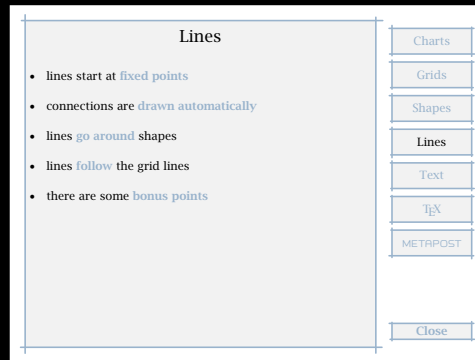 Lines
• lines start at fixed points
• connections are drawn automatically
• lines go around shapes
• lines follow the grid lines
• there are some bonus points
Charts
Grids
Shapes
Lines
Text
TEX
METAPOST
Close